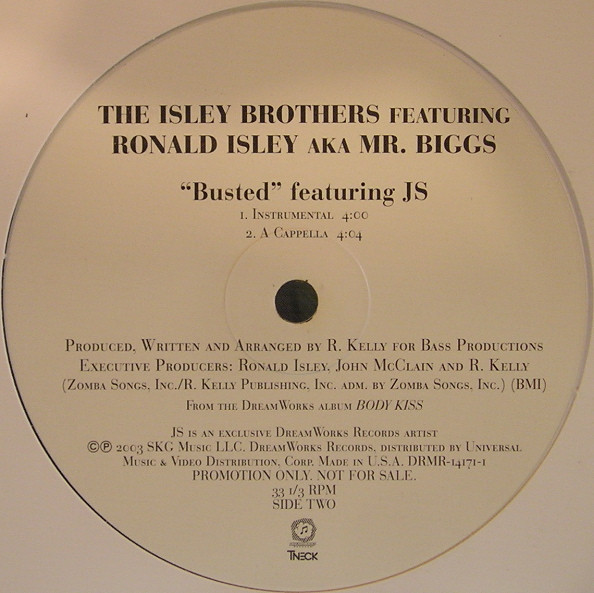 THE ISLEY BROTHERS FEATURING
RONALD ISLEY AKA MR. BIGGS
“Busted” featuring JS
1. INSTRUMENTAL 4:00
2. A CAPPELLA 4:04
PRODUCED, WRITTEN AND ARRANGED BY R. KELLY FOR BASS PRODUCTIONS
EXECUTIVE PRODUCERS: RONALD ISLEY, JOHN MCCLAIN AND R. KELLY
(ZOMBA SONGS, INC./R. KELLY PUBLISHING, INC. ADM. BY ZOMBA SONGS, INC.) (BMI)
FROM THE DREAMWORKS ALBUM BODY KISS
JS IS AN EXCLUSIVE DREAMWORKS RECORDS ARTIST
©℗ 2003 SKG MUSIC LLC. DREAMWORKS RECORDS, DISTRIBUTED BY UNIVERSAL
MUSIC & VIDEO DISTRIBUTION, CORP. MADE IN U.S.A. DRMR-14171-1
PROMOTION ONLY. NOT FOR SALE.
33 1/3 RPM
SIDE TWO
TNECK